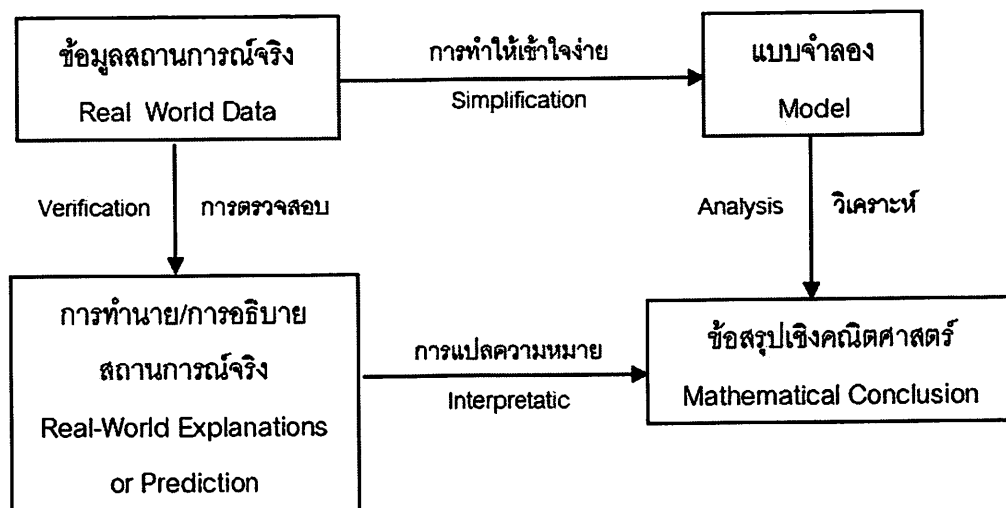 ข้อมูลสถานการณ์จริง
Real World Data
การทำให้เข้าใจง่าย
Simplification
แบบจำลอง
Model
Verification การตรวจสอบ
Analysis วิเคราะห์
การทำนาย/การอธิบาย
สถานการณ์จริง
Real-World Explanations
or Prediction
การแปลความหมาย
Interpretatic
ข้อสรุปเชิงคณิตศาสตร์
Mathematical Conclusion